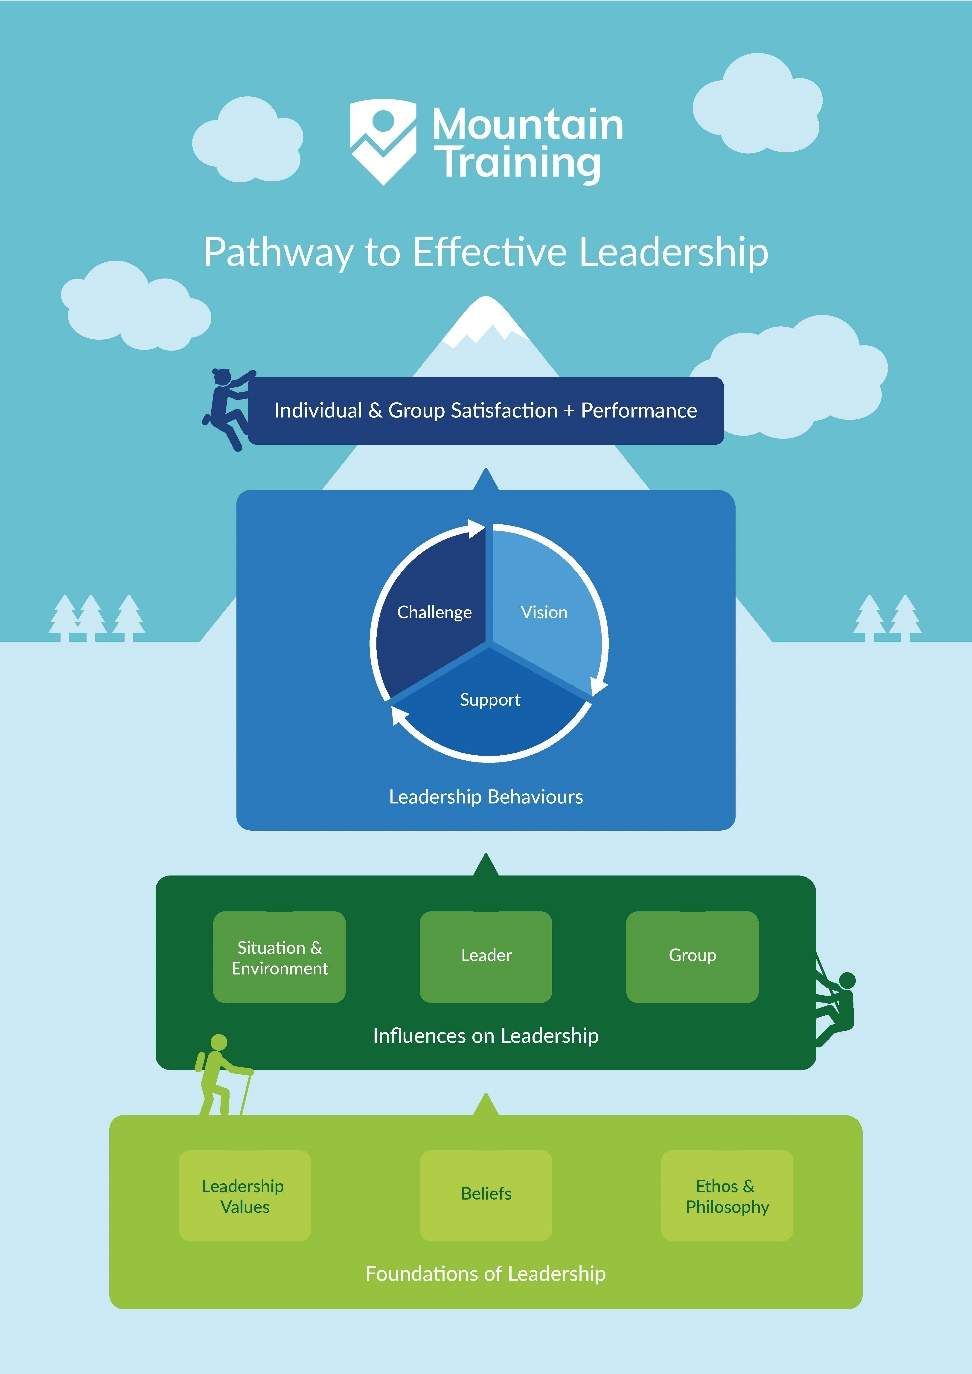 Mountain
Training
Pathway to Effective Leadership
Individual & Group Satisfaction + Performance
Challenge
Vision
Support
Leadership Behaviours
Situation &
Environment
Leader
Group
Influences on Leadership
Leadership
Values
Beliefs
Ethos &
Philosophy
Foundations of Leadership